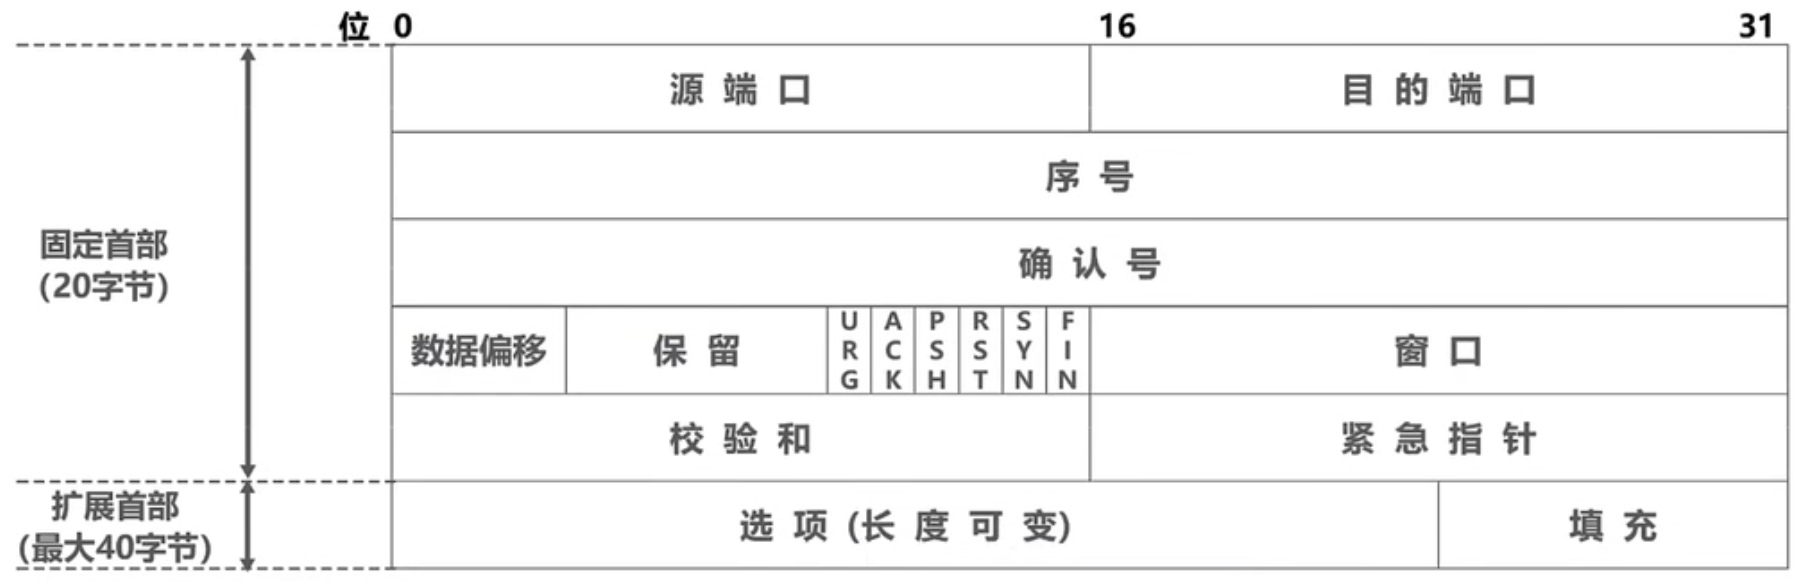 位 0 16 31
源 端 口 目 的 端 口
序 号
确 认 号
固定首部
(20字节)
数据偏移 保 留 URG ACK PSH RST SYN FIN 窗 口
校 验 和 紧 急 指 针
扩展首部
(最大40字节)
选 项 (长 度 可 变) 填 充